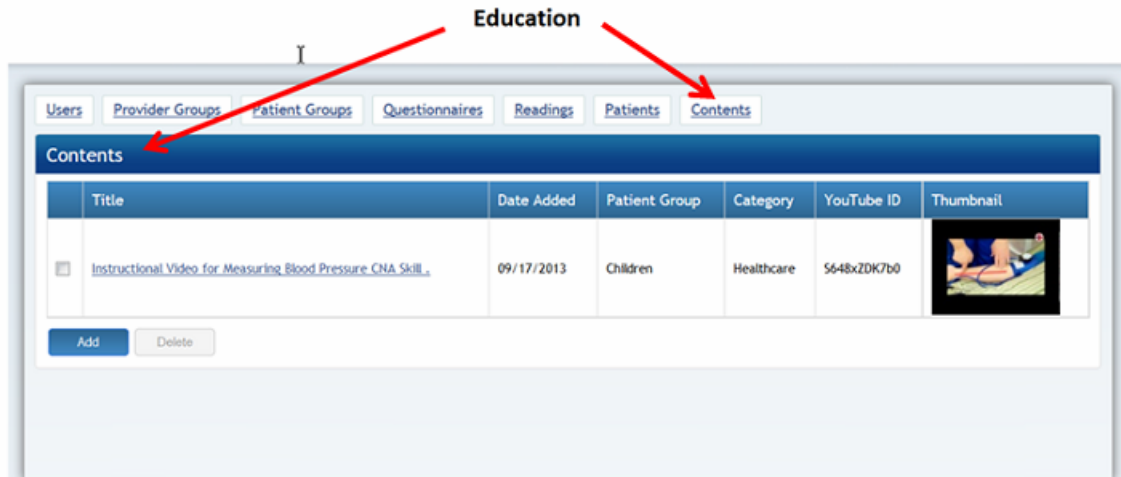 Education
Users Provider Groups Patient Groups Questionnaires Readings Patients Contents
Contents
Title Date Added Patient Group Category YouTube ID Thumbnail
Instructional Video for Measuring Blood Pressure CNA Skill . 09/17/2013 Children Healthcare S648xZDK7b0
Add Delete